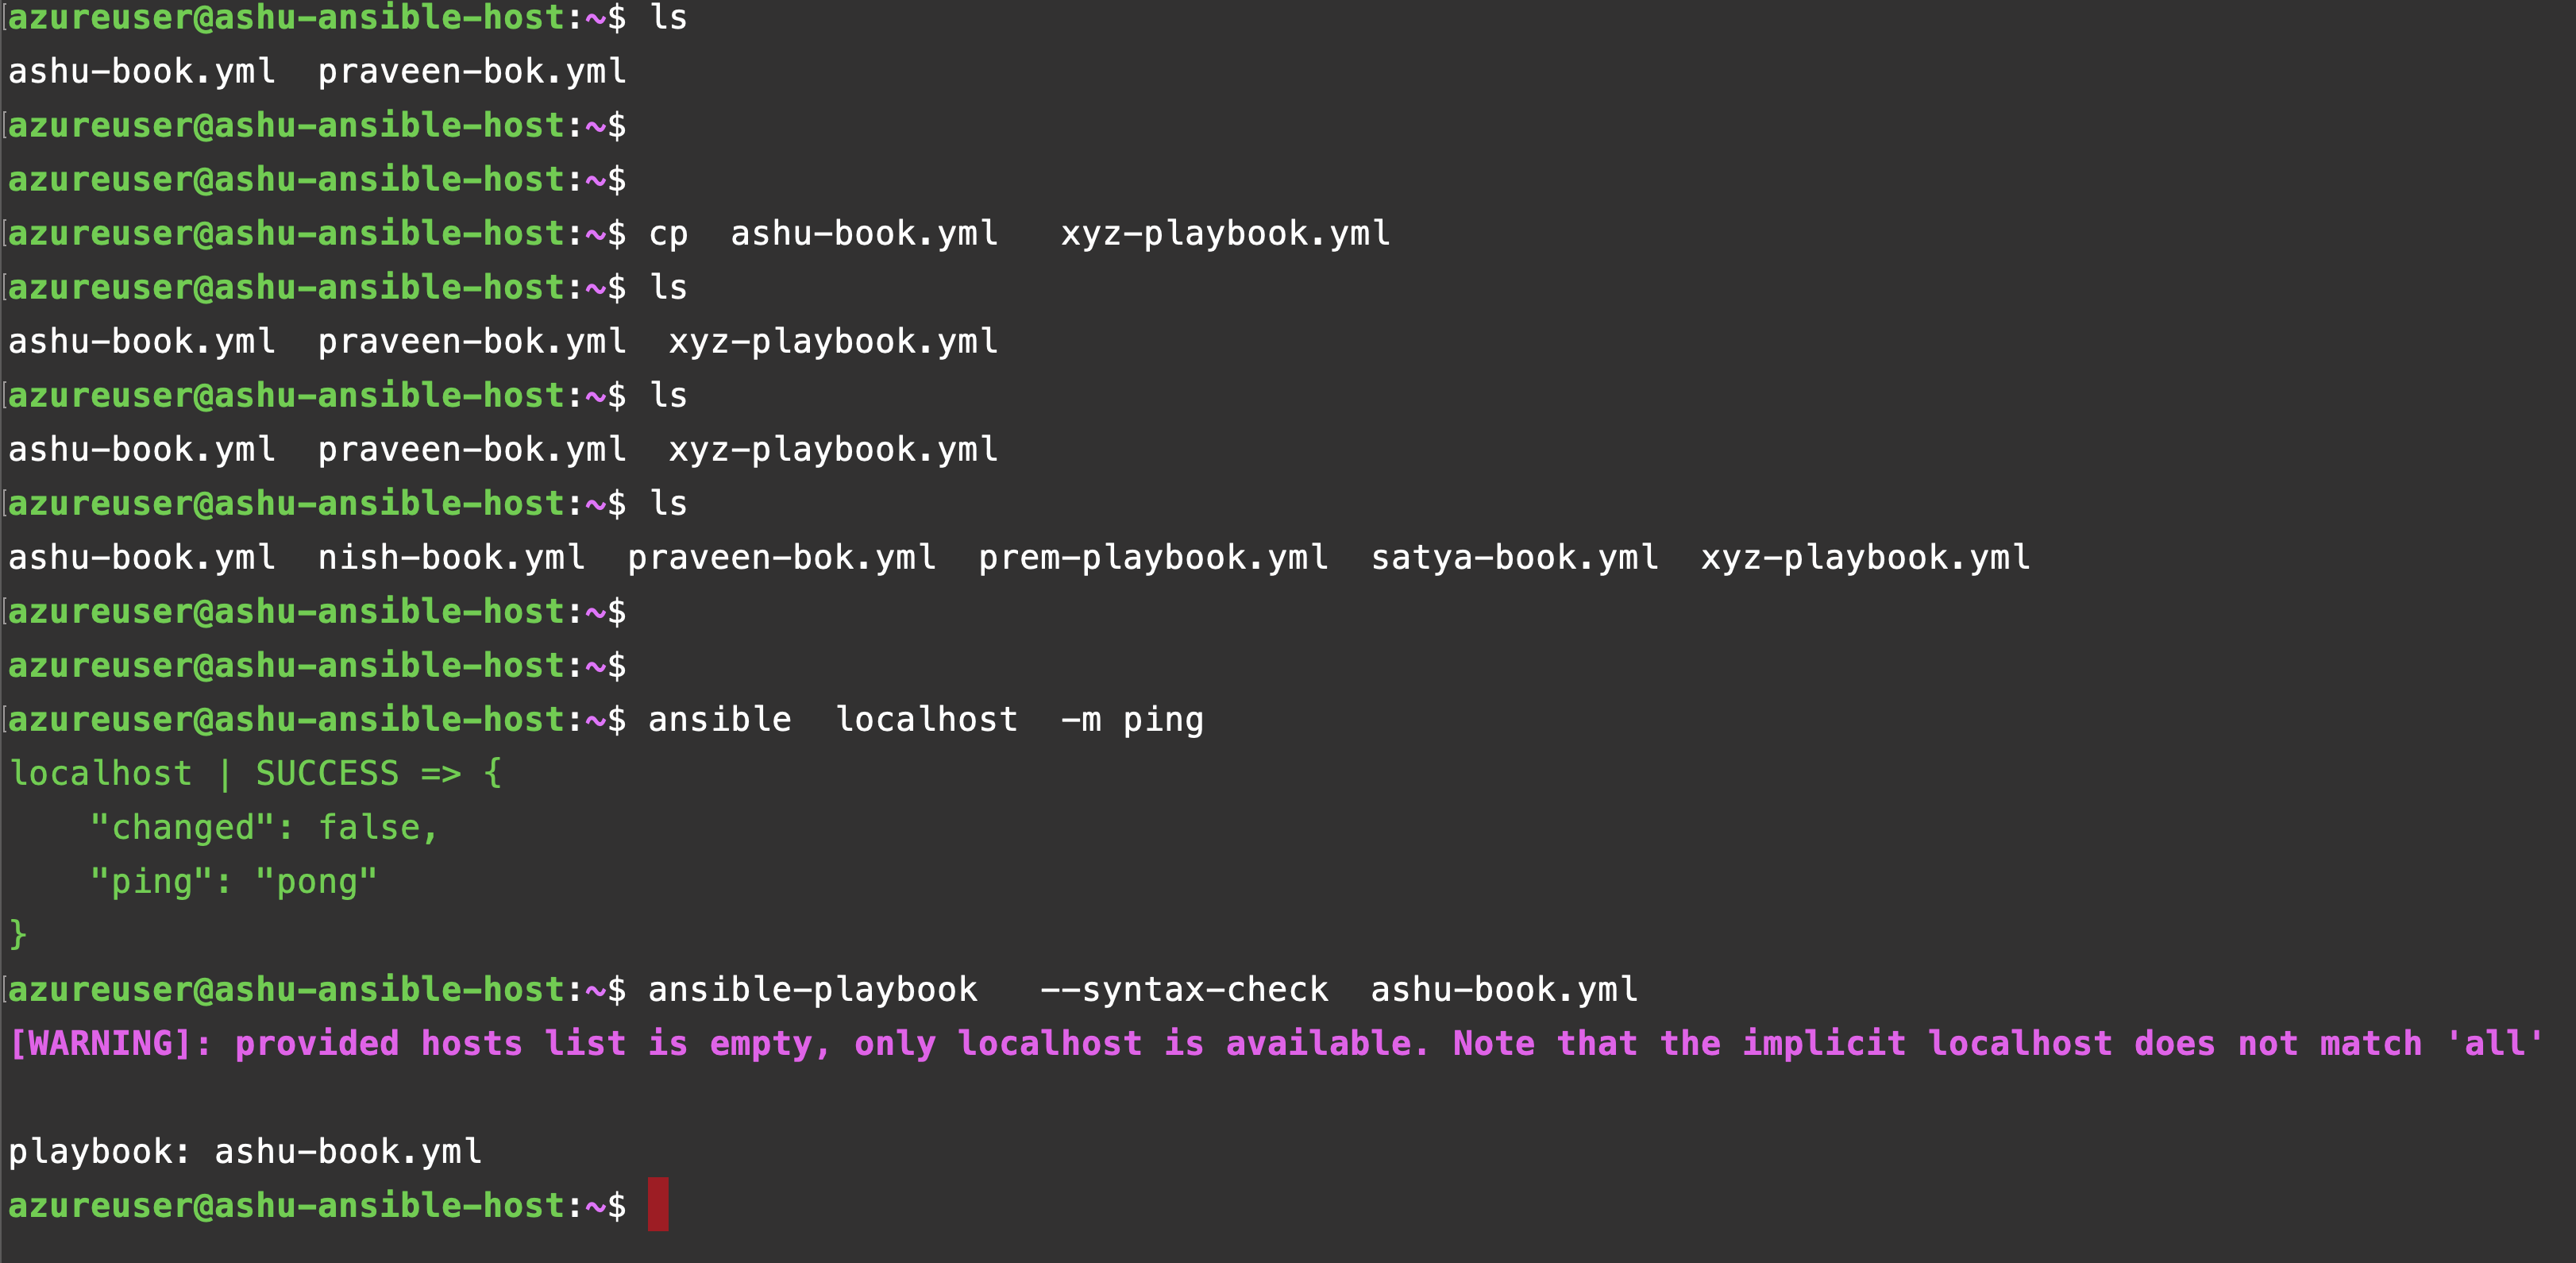 azureuser@ashu-ansible-host:~$ ls
ashu-book.yml  praveen-bok.yml
azureuser@ashu-ansible-host:~$
azureuser@ashu-ansible-host:~$
azureuser@ashu-ansible-host:~$ cp  ashu-book.yml   xyz-playbook.yml
azureuser@ashu-ansible-host:~$ ls
ashu-book.yml  praveen-bok.yml  xyz-playbook.yml
azureuser@ashu-ansible-host:~$ ls
ashu-book.yml  praveen-bok.yml  xyz-playbook.yml
azureuser@ashu-ansible-host:~$ ls
ashu-book.yml  nish-book.yml  praveen-bok.yml  prem-playbook.yml  satya-book.yml  xyz-playbook.yml
azureuser@ashu-ansible-host:~$
azureuser@ashu-ansible-host:~$
azureuser@ashu-ansible-host:~$ ansible  localhost  -m ping
localhost | SUCCESS => {
    "changed": false,
    "ping": "pong"
}
azureuser@ashu-ansible-host:~$ ansible-playbook   --syntax-check  ashu-book.yml
[WARNING]: provided hosts list is empty, only localhost is available. Note that the implicit localhost does not match 'all'
playbook: ashu-book.yml
azureuser@ashu-ansible-host:~$